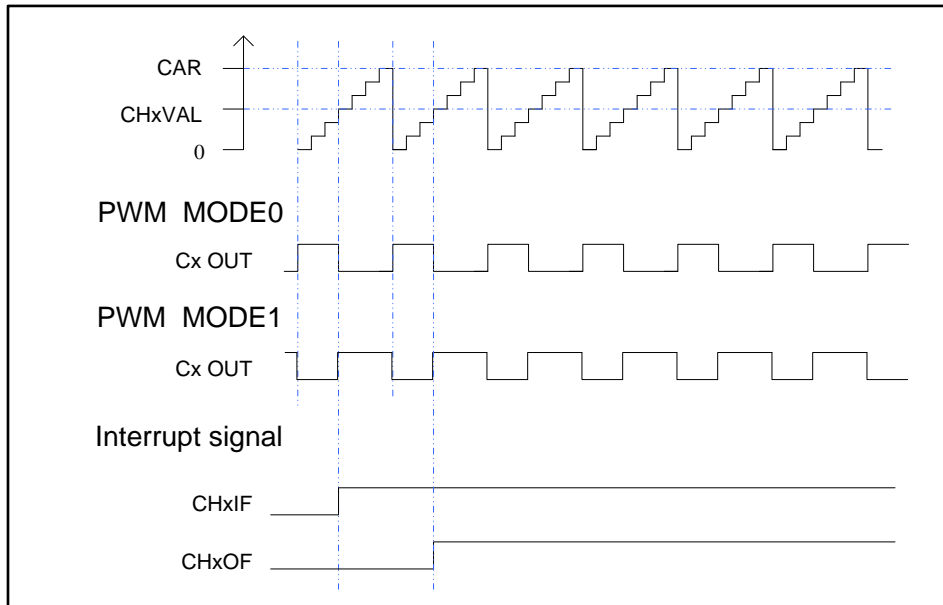 CAR
CHxVAL
0
PWM MODE0
Cx OUT
PWM MODE1
Cx OUT
Interrupt signal
CHxIF
CHxOF